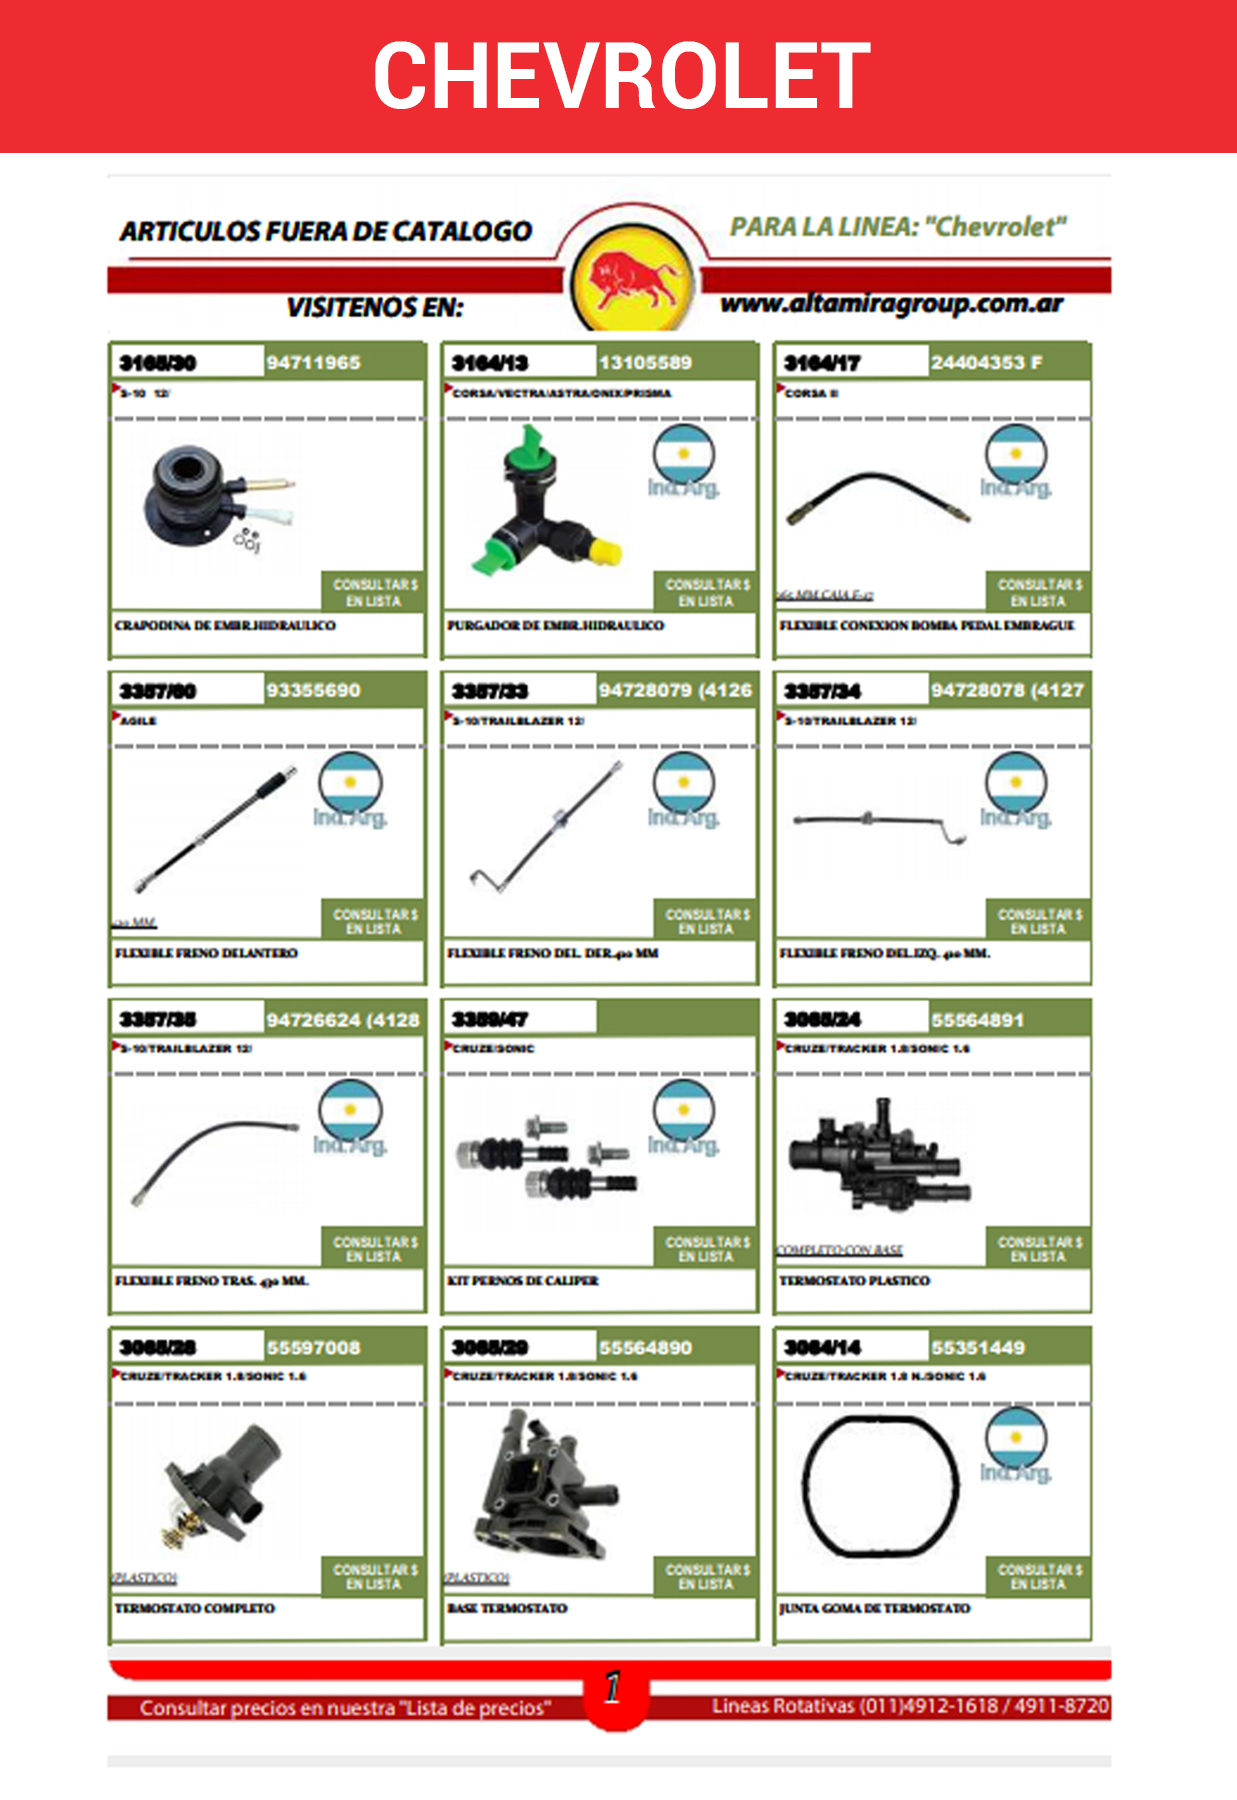 CHEVROLET
ARTICULOS FUERA DE CATALOGO
PARA LA LINEA: "Chevrolet"
VISITENOS EN:
www.altamiragroup.com.ar
3165/30 94711965
S-10 12/
CONSULTAR $
EN LISTA
CRAPODINA DE EMBR.HIDRAULICO
3164/13 13105589
CORSA/VECTRA/ASTRA/ONIX/PRISMA
Ind. Arg.
CONSULTAR $
EN LISTA
PURGADOR DE EMBR.HIDRAULICO
3164/17 24404353 F
CORSA II
Ind. Arg.
MM CAJA F-17
CONSULTAR $
EN LISTA
FLEXIBLE CONEXION BOMBA PEDAL EMBRAGUE
3357/60 93355690
AGILE
Ind. Arg.
MM
CONSULTAR $
EN LISTA
FLEXIBLE FRENO DELANTERO
3357/33 94728079 (4126
S-10/TRAILBLAZER 12/
Ind. Arg.
CONSULTAR $
EN LISTA
FLEXIBLE FRENO DEL. DER.420 MM
3357/34 94728078 (4127
S-10/TRAILBLAZER 12/
Ind. Arg.
CONSULTAR $
EN LISTA
FLEXIBLE FRENO DEL.IZQ. 420 MM.
3357/35 94726624 (4128
S-10/TRAILBLAZER 12/
Ind. Arg.
CONSULTAR $
EN LISTA
FLEXIBLE FRENO TRAS. 430 MM.
3359/47
CRUZE/SONIC
Ind. Arg.
CONSULTAR $
EN LISTA
KIT PERNOS DE CALIPER
3065/24 55564891
CRUZE/TRACKER 1.8/SONIC 1.6
COMPLETO CON BASE
CONSULTAR $
EN LISTA
TERMOSTATO PLASTICO
3065/28 55597008
CRUZE/TRACKER 1.8/SONIC 1.6
(PLASTICO)
CONSULTAR $
EN LISTA
TERMOSTATO COMPLETO
3065/29 55564890
CRUZE/TRACKER 1.8/SONIC 1.6
(PLASTICO)
CONSULTAR $
EN LISTA
BASE TERMOSTATO
3064/14 55351449
CRUZE/TRACKER 1.8 N./SONIC 1.6
Ind. Arg.
CONSULTAR $
EN LISTA
JUNTA GOMA DE TERMOSTATO
1
Consultar precios en nuestra "Lista de precios"
Lineas Rotativas (011)4912-1618 / 4911-8720